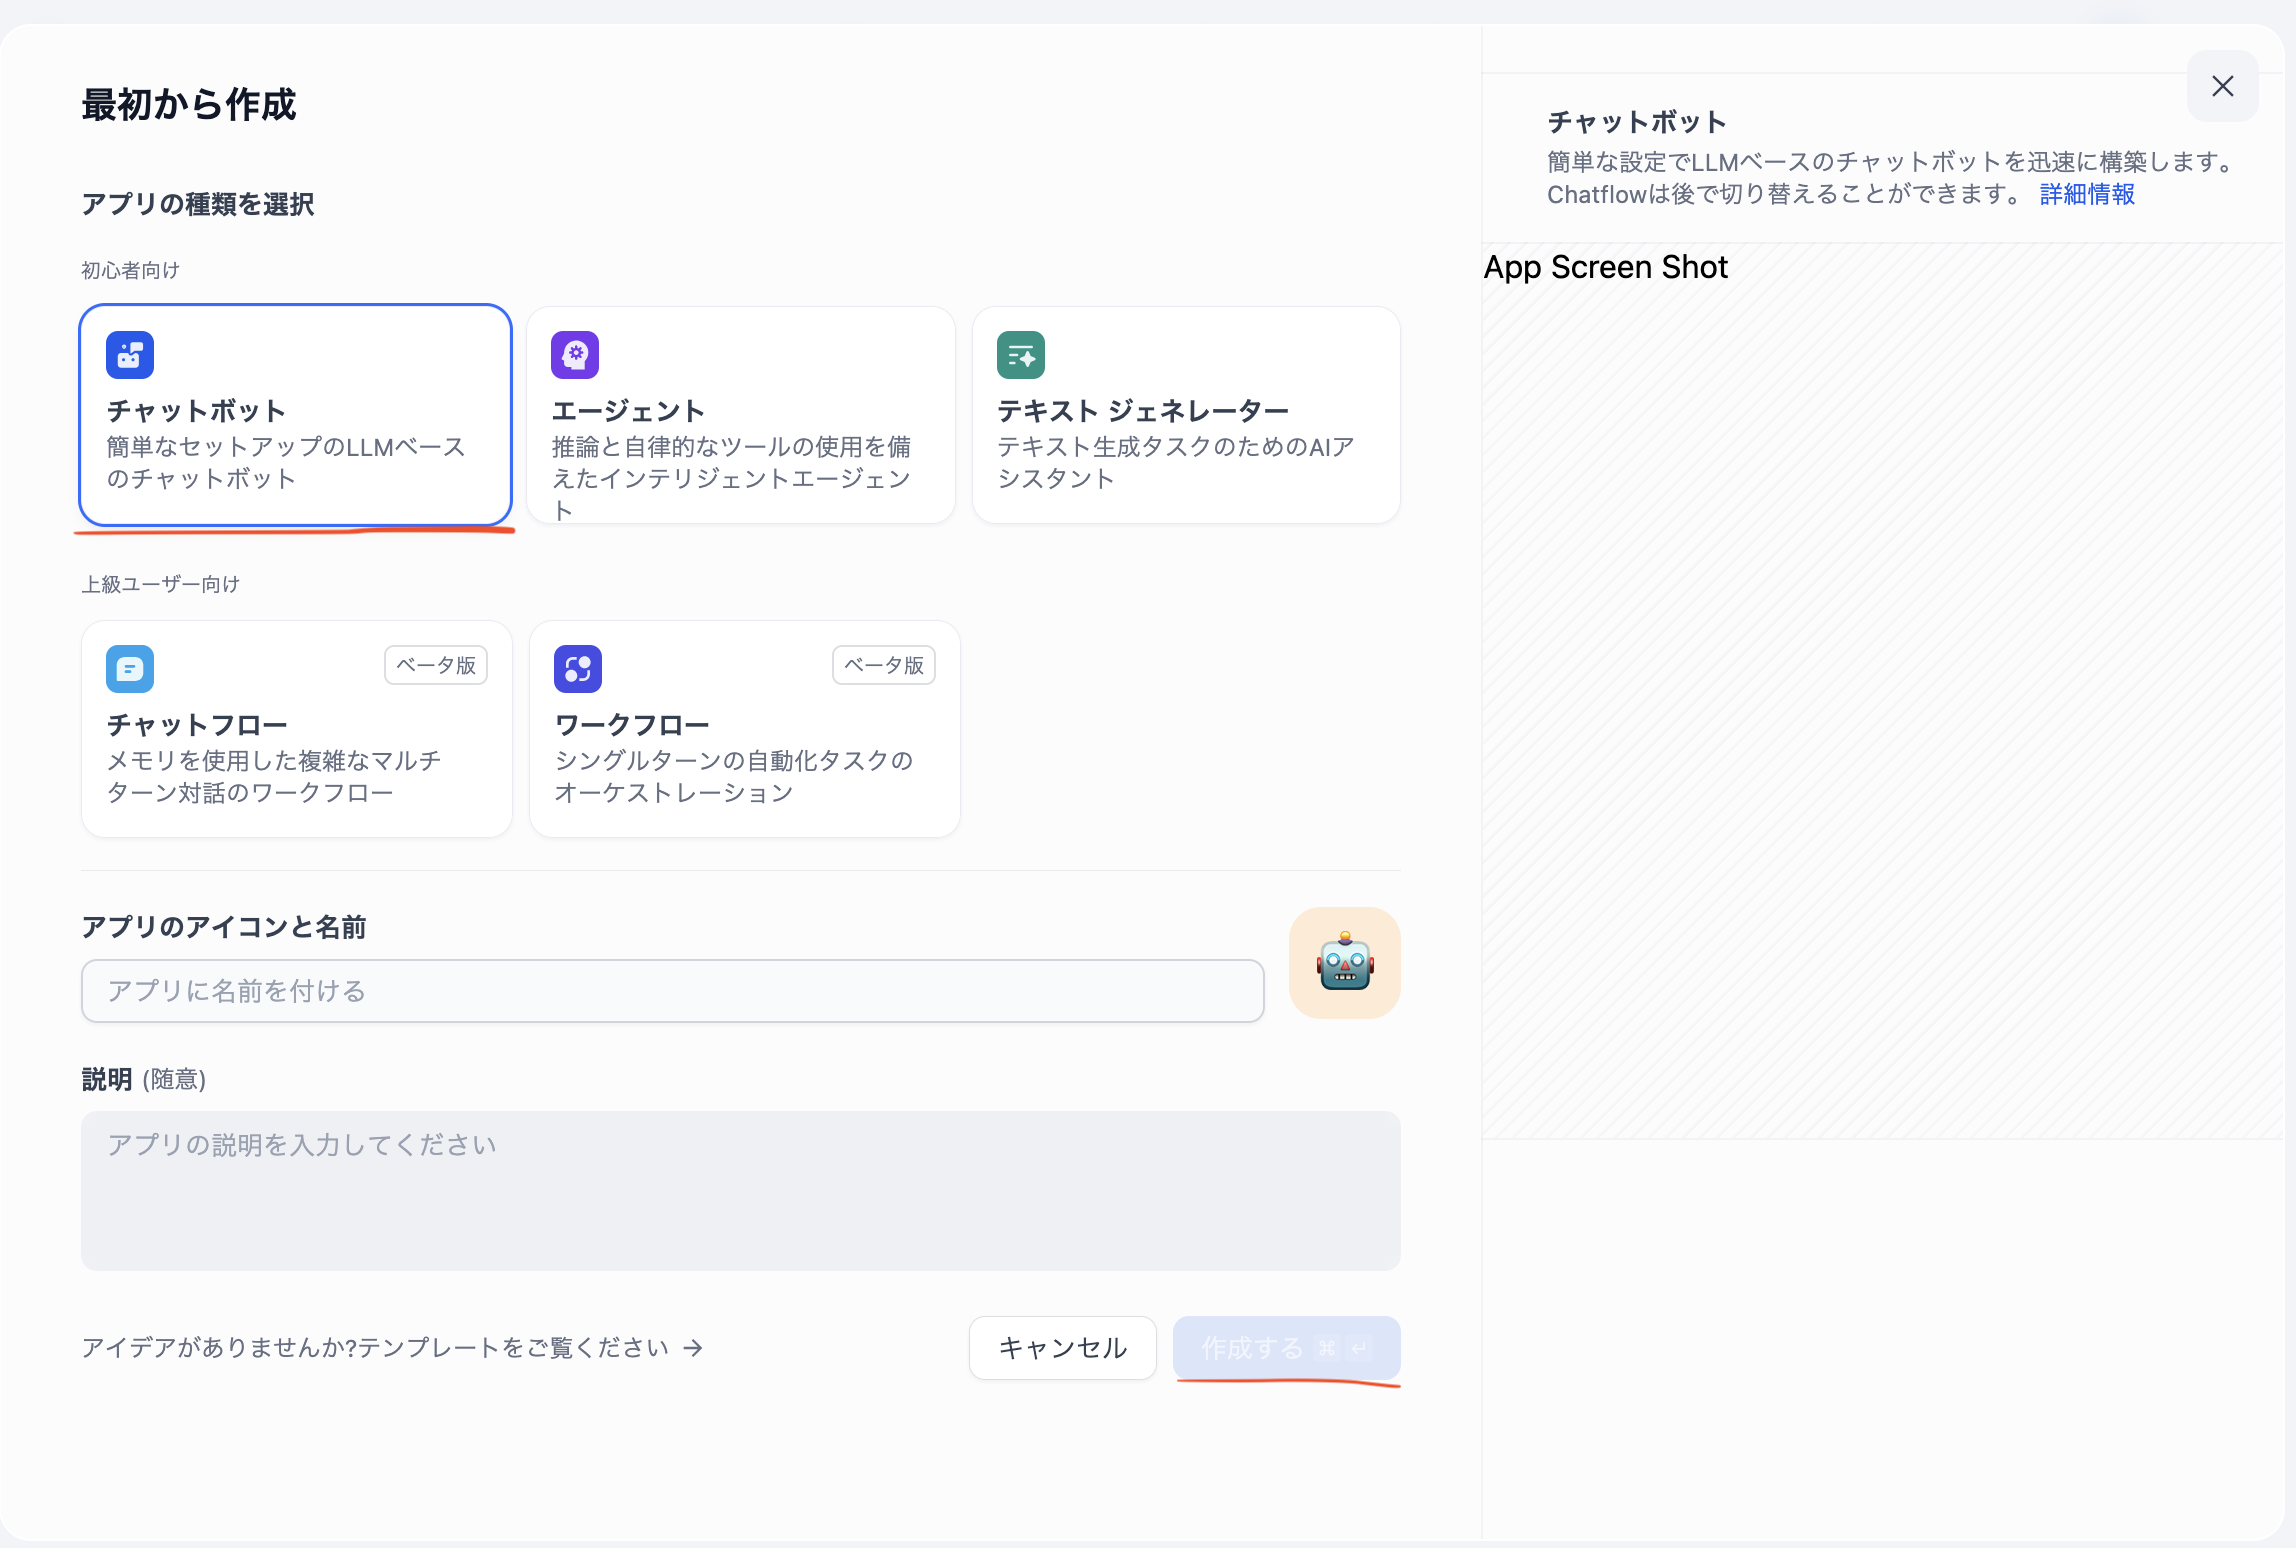 最初から作成
アプリの種類を選択
初心者向け
チャットボット
簡単なセットアップのLLMベース
のチャットボット
エージェント
推論と自律的なツールの使用を備
えたインテリジェントエージェン
ト
テキスト ジェネレーター
テキスト生成タスクのためのAIア
シスタント
上級ユーザー向け
ベータ版
チャットフロー
メモリを使用した複雑なマルチ
ターン対話のワークフロー
ベータ版
ワークフロー
シングルターンの自動化タスクの
オーケストレーション
アプリのアイコンと名前
アプリに名前を付ける
説明 (随意)
アプリの説明を入力してください
アイデアがありませんか?テンプレートをご覧ください →
キャンセル
作成する ⌘ ↵
チャットボット
簡単な設定でLLMベースのチャットボットを迅速に構築します。
Chatflowは後で切り替えることができます。 詳細情報
App Screen Shot